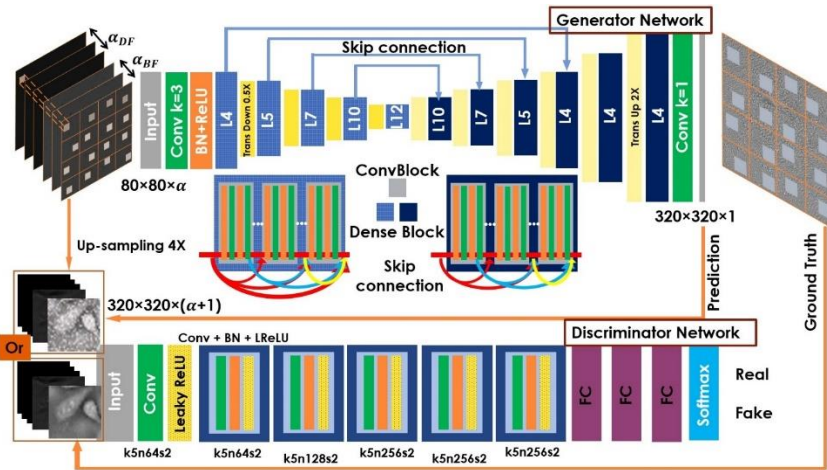 Generator Network
αDF
αBF
Skip connection
Input
Conv k=3
BN+ReLU
L4
Trans Down 0.5X
L5
L7
L10
L12
L10
L7
L5
L4
L4
Trans Up 2X
L4
Conv k=1
80×80×α
ConvBlock
Dense Block
320×320×1
Up-sampling 4X
Skip connection
Prediction
Ground Truth
320×320×(α+1)
Discriminator Network
Or
Conv + BN + LReLU
Input
Conv
Leaky ReLU
FC
FC
FC
Softmax
Real
Fake
k5n64s2
k5n64s2
k5n128s2
k5n256s2
k5n256s2
k5n256s2